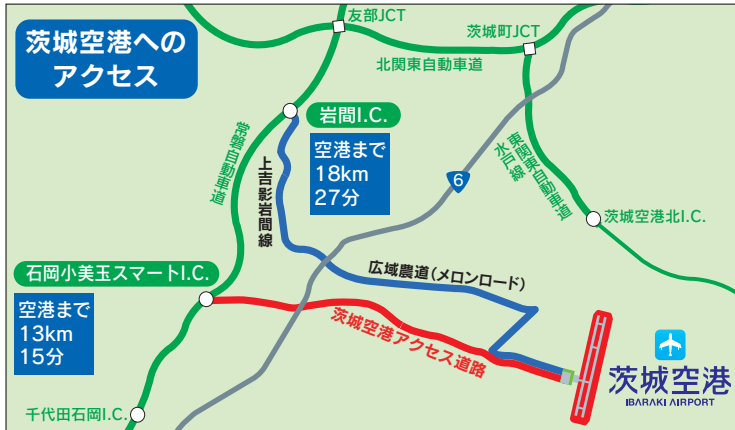 茨城空港への
アクセス
友部JCT
茨城町JCT
北関東自動車道
岩間I.C.
空港まで
18km
27分
常磐自動車道
上吉影岩間線
6
東関東自動車道
水戸線
茨城空港北I.C.
石岡小美玉スマートI.C.
空港まで
13km
15分
広域農道(メロンロード)
茨城空港アクセス道路
茨城空港
IBARAKI AIRPORT
千代田石岡I.C.